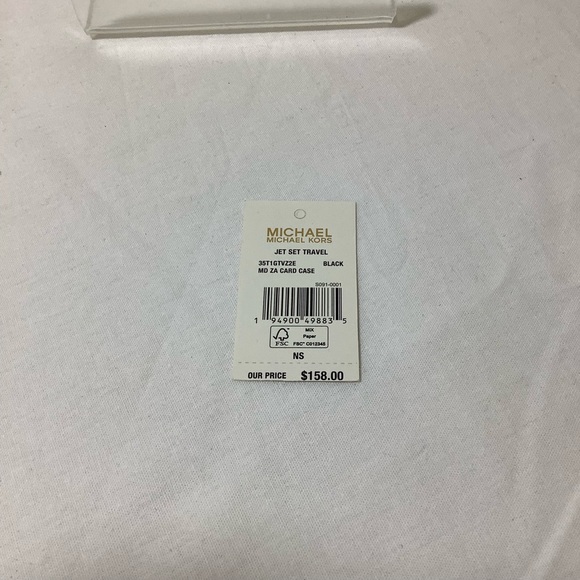 MICHAEL
MICHAEL KORS
JET SET TRAVEL
35T1GTVZ2E BLACK
MD ZA CARD CASE
S091-0001
1 94900 49883 5
FSC
MIX
Paper
FSC® C012345
NS
OUR PRICE $158.00